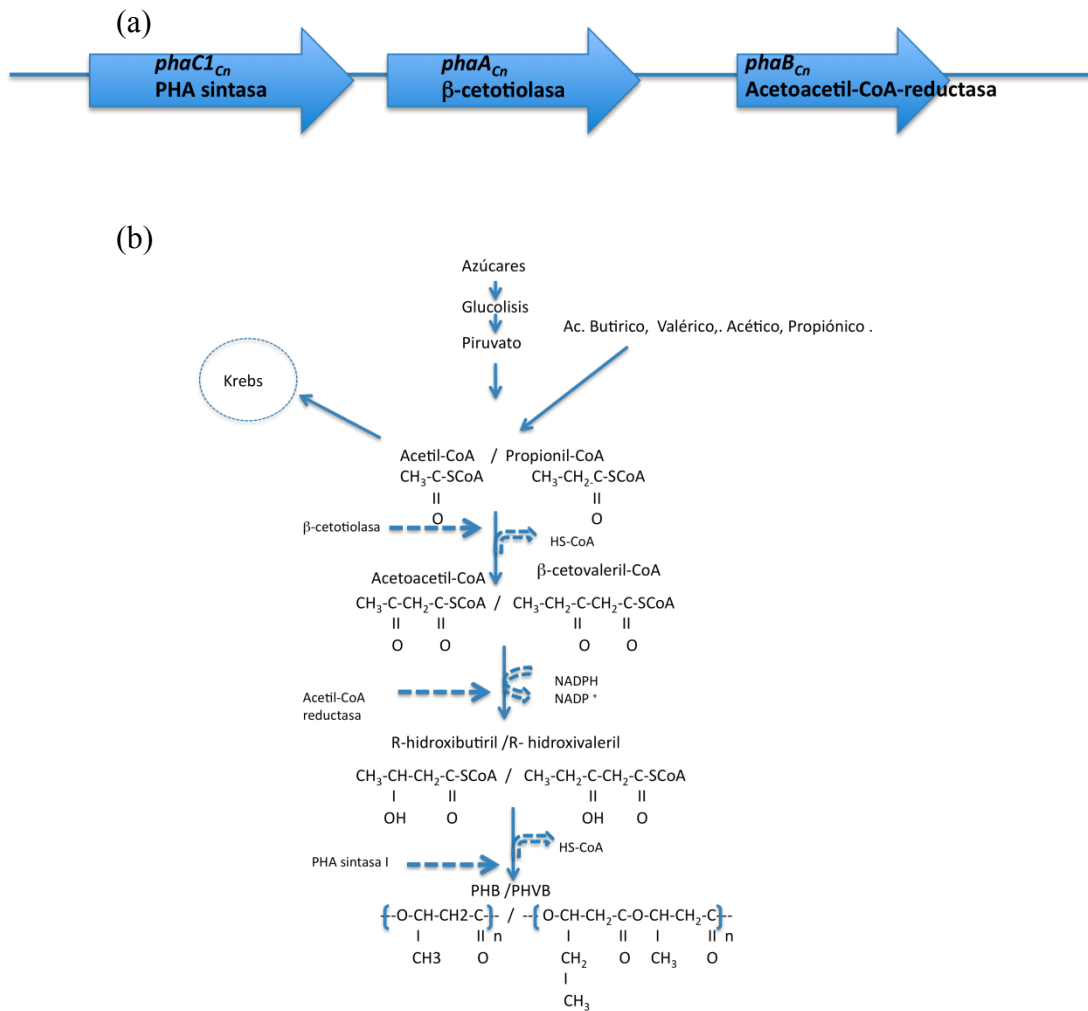 (a)
phaC1Cn
PHA sintasa
phaACn
β-cetotiolasa
phaBCn
Acetoacetil-CoA-reductasa
(b)
Azúcares
Glucolisis
Piruvato
Ac. Butirico, Valérico,. Acético, Propiónico .
Krebs
Acetil-CoA / Propionil-CoA
CH3-C-SCoA CH3-CH2-C-SCoA
II II
O O
β-cetotiolasa
HS-CoA
Acetoacetil-CoA β-cetovaleril-CoA
CH3-C-CH2-C-SCoA / CH3-CH2-C-CH2-C-SCoA
II II II II
O O O O
NADPH
NADP +
Acetil-CoA
reductasa
R-hidroxibutiril /R- hidroxivaleril
CH3-CH-CH2-C-SCoA / CH3-CH2-C-CH2-C-SCoA
I II II II
OH O OH O
HS-CoA
PHA sintasa I
PHB /PHVB
---O-CH-CH2-C-- / ---O-CH-CH2-C-O-CH-CH2-C---
I II n I II I II n
CH3 O CH2 O CH3 O
I
CH3